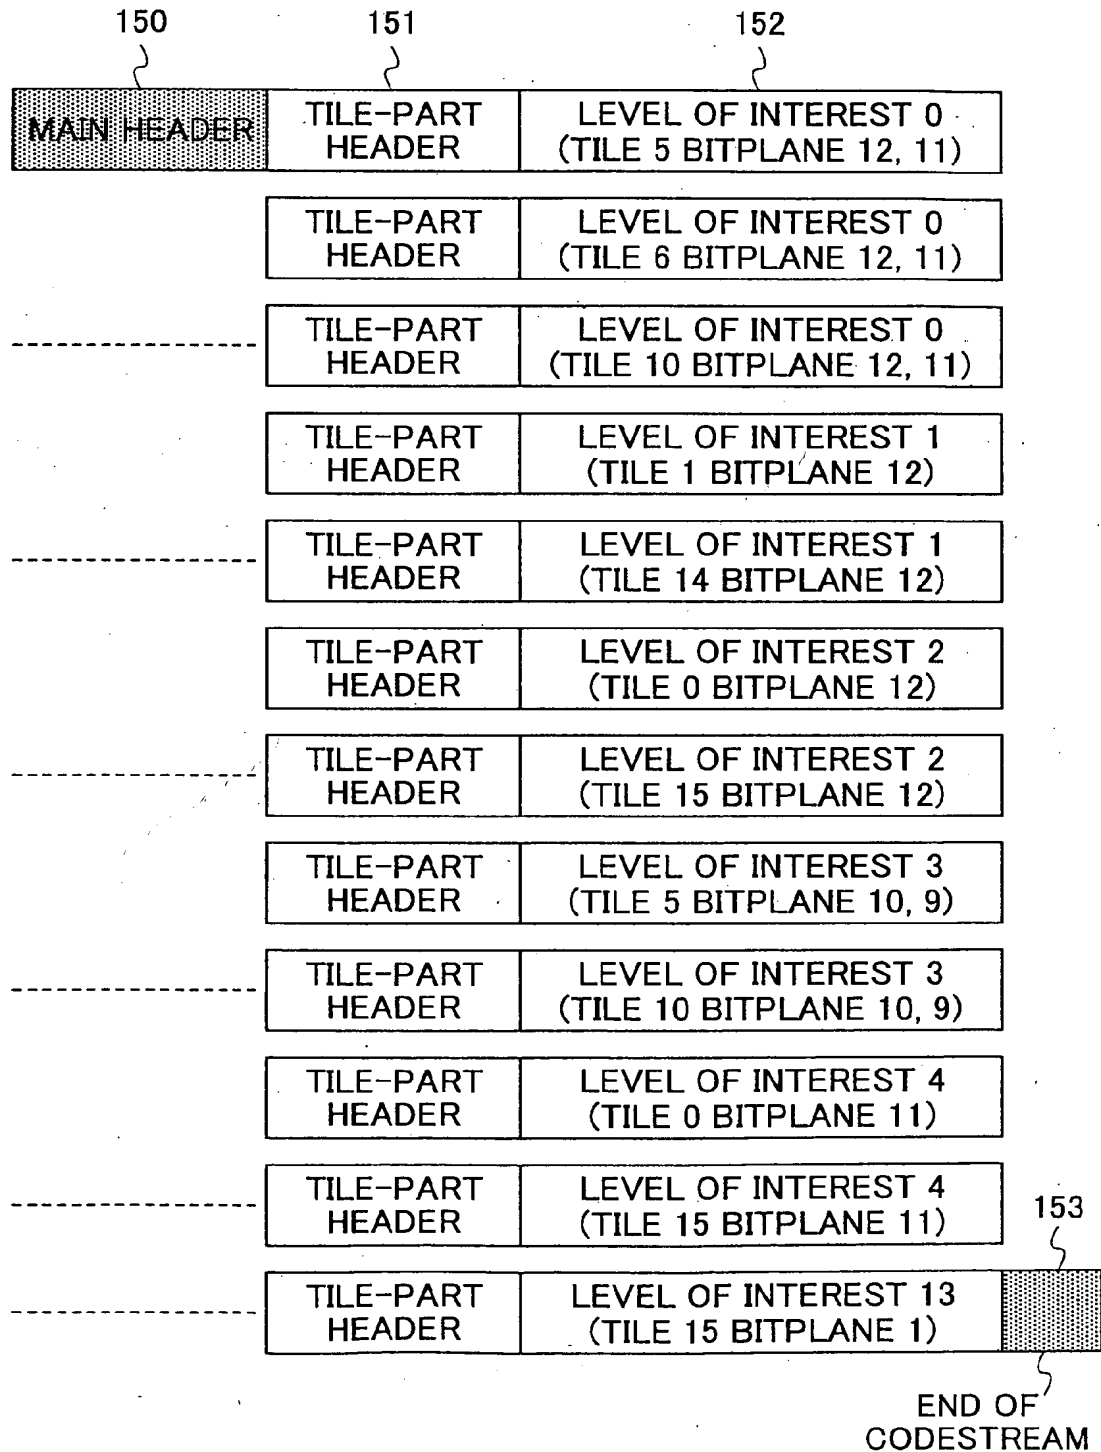 150 151 152
MAIN HEADER TILE-PART HEADER LEVEL OF INTEREST 0 (TILE 5 BITPLANE 12, 11)
TILE-PART HEADER LEVEL OF INTEREST 0 (TILE 6 BITPLANE 12, 11)
TILE-PART HEADER LEVEL OF INTEREST 0 (TILE 10 BITPLANE 12, 11)
TILE-PART HEADER LEVEL OF INTEREST 1 (TILE 1 BITPLANE 12)
TILE-PART HEADER LEVEL OF INTEREST 1 (TILE 14 BITPLANE 12)
TILE-PART HEADER LEVEL OF INTEREST 2 (TILE 0 BITPLANE 12)
TILE-PART HEADER LEVEL OF INTEREST 2 (TILE 15 BITPLANE 12)
TILE-PART HEADER LEVEL OF INTEREST 3 (TILE 5 BITPLANE 10, 9)
TILE-PART HEADER LEVEL OF INTEREST 3 (TILE 10 BITPLANE 10, 9)
TILE-PART HEADER LEVEL OF INTEREST 4 (TILE 0 BITPLANE 11)
TILE-PART HEADER LEVEL OF INTEREST 4 (TILE 15 BITPLANE 11)
153
TILE-PART HEADER LEVEL OF INTEREST 13 (TILE 15 BITPLANE 1)
END OF
CODESTREAM